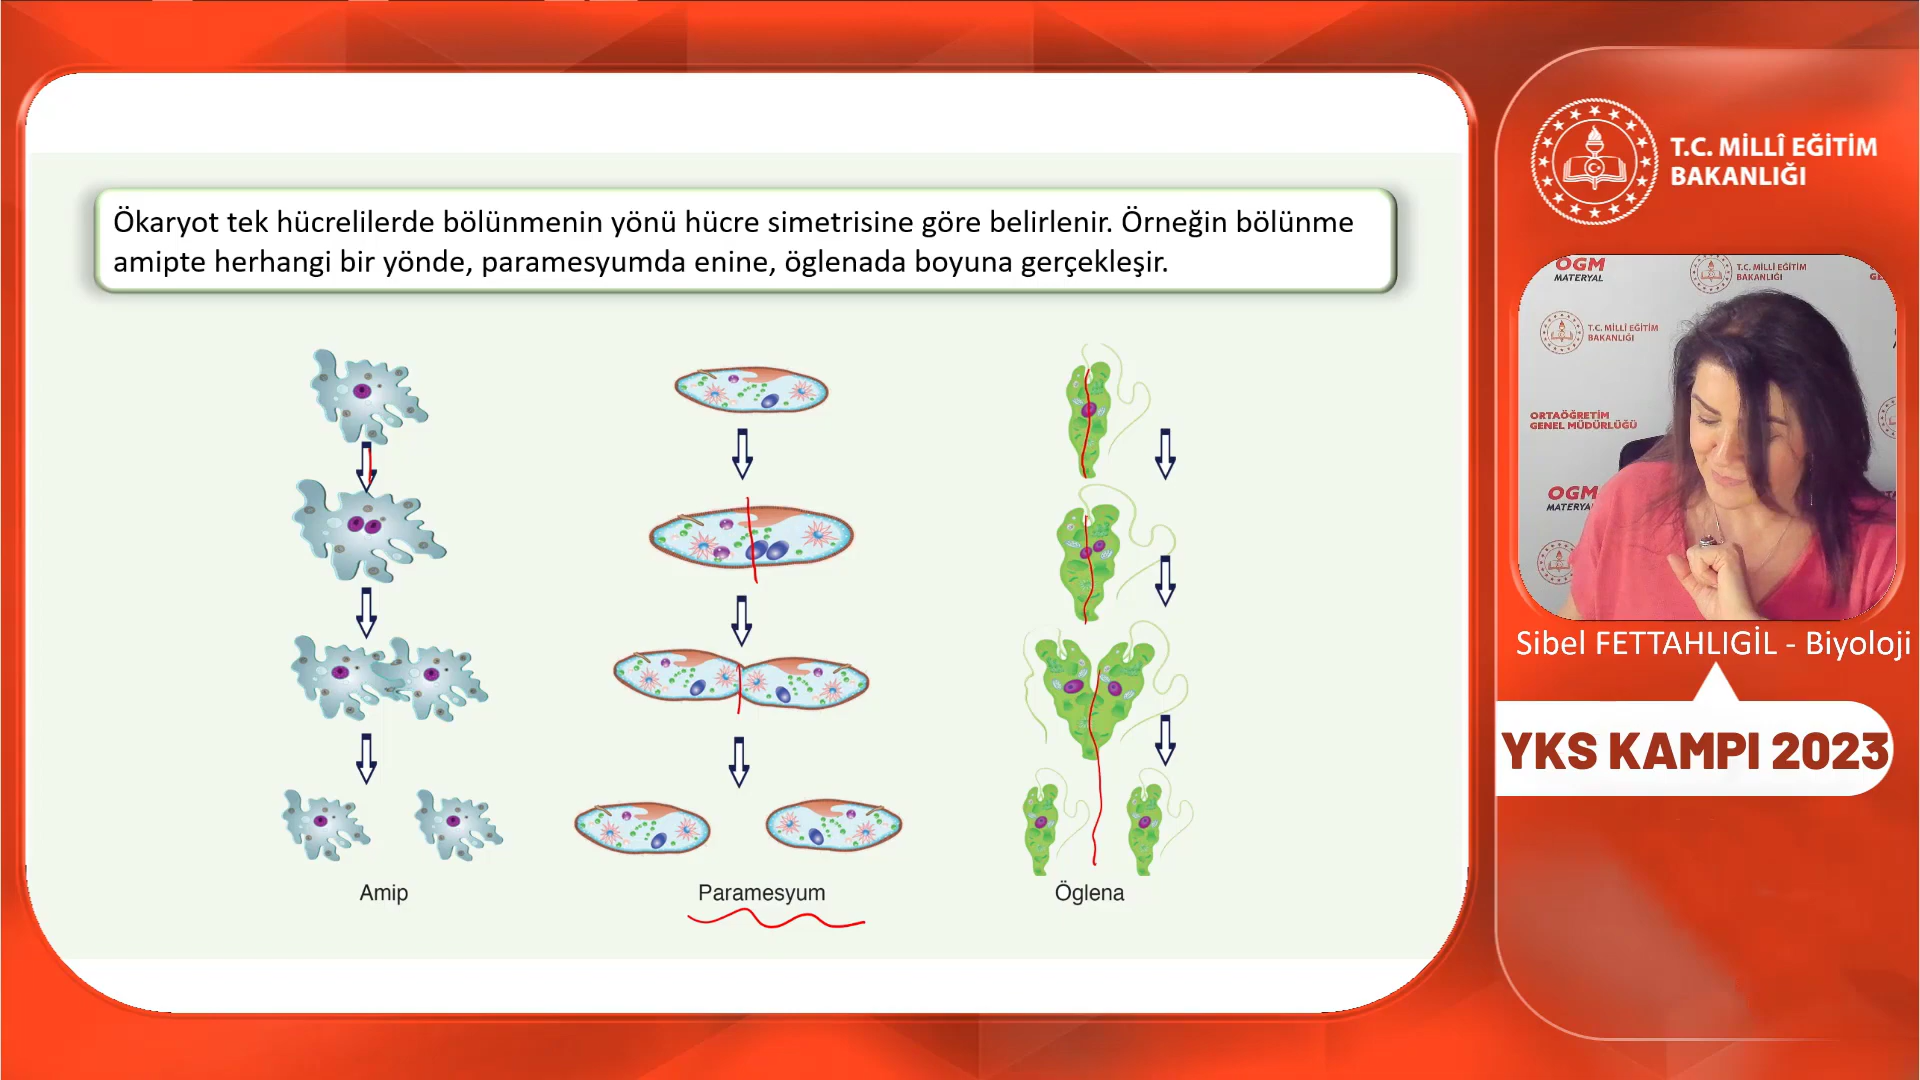 Ökaryot tek hücrelilerde bölünmenin yönü hücre simetrisine göre belirlenir. Örneğin bölünme
amipte herhangi bir yönde, paramesyumda enine, öglenada boyuna gerçekleşir.
Amip
Paramesyum
Öglena
T.C. MİLLÎ EĞİTİM
BAKANLIĞI
OGM
MATERYAL
T.C. MİLLÎ EĞİTİM
BAKANLIĞI
T.C. MİLLÎ EĞİTİM
BAKANLIĞI
ORTAÖĞRETİM
GENEL MÜDÜRLÜĞÜ
OGM
MATERYA
Sibel FETTAHLIGİL - Biyoloji
YKS KAMPI 2023